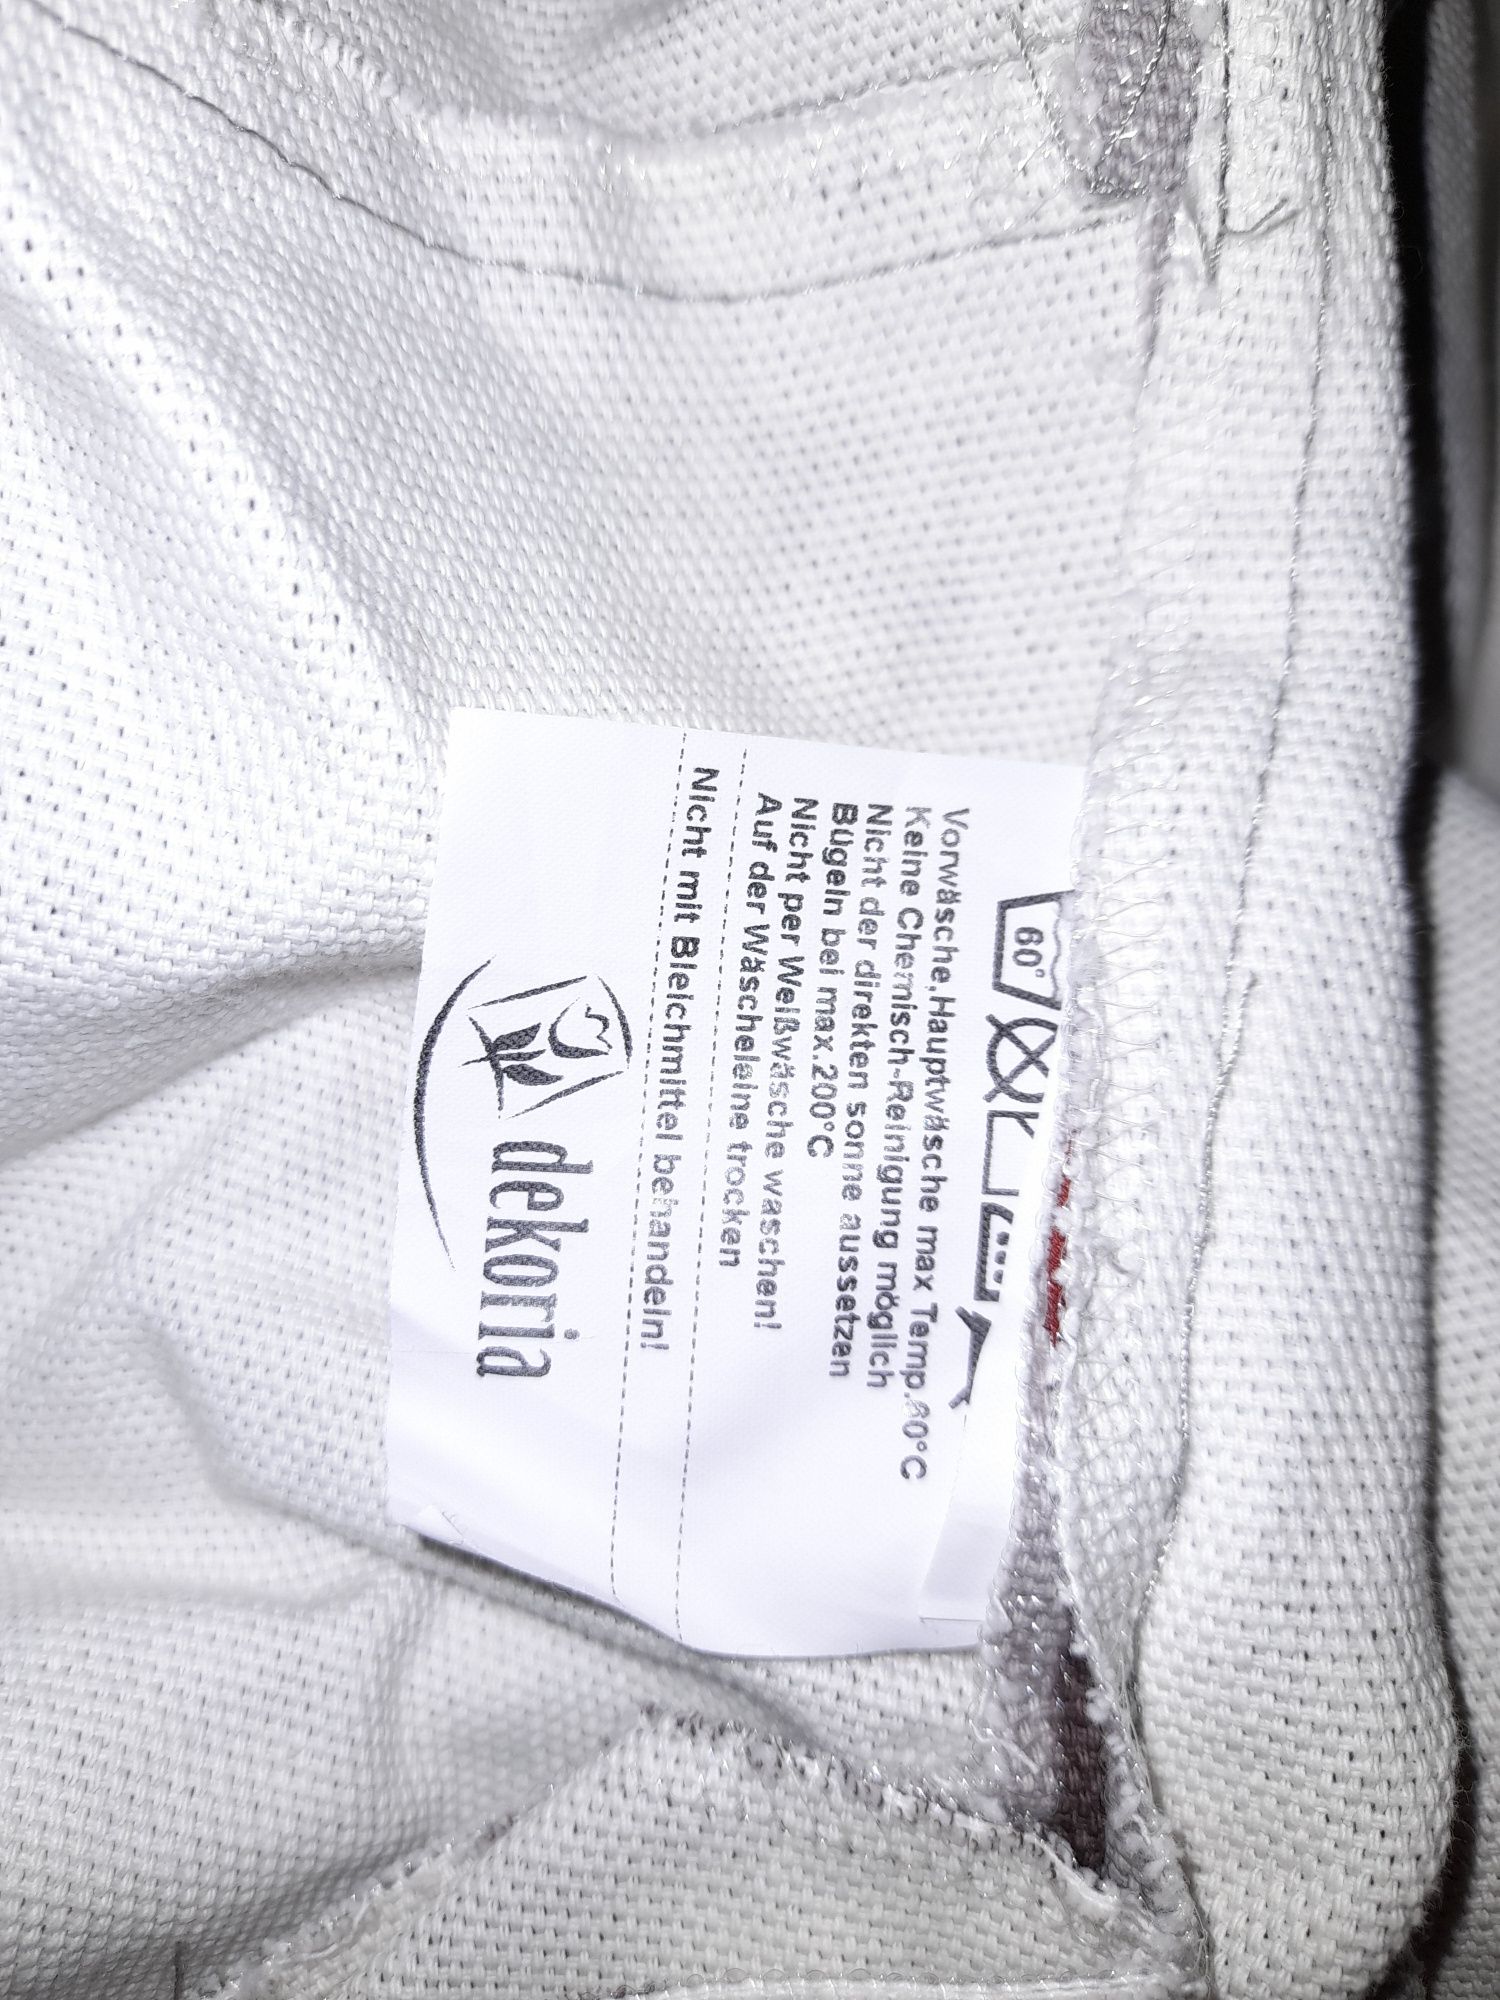 60°
Vorwäsche,Hauptwäsche max Temp.60°C
Keine Chemisch-Reinigung möglich
Nicht der direkten sonne aussetzen
Bügeln bei max.200°C
Nicht per Weißwäsche waschen!
Auf der Wäscheleine trocken
Nicht mit Bleichmittel behandeln!
dekoria